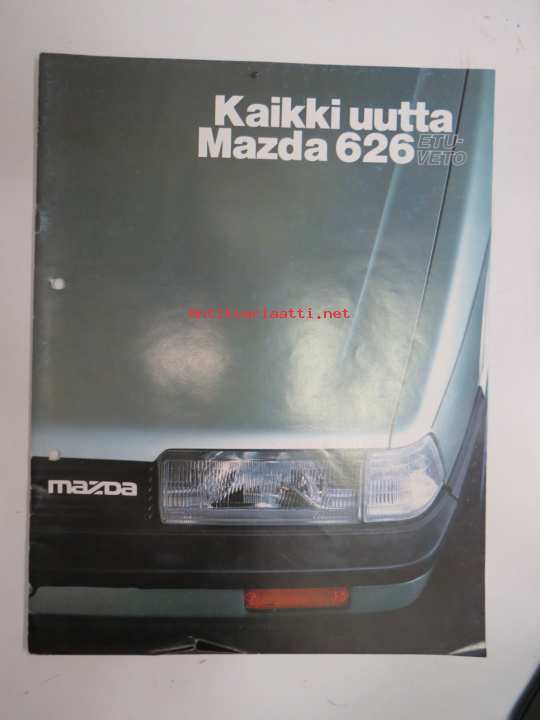 Kaikki uutta
Mazda 626 ETU-
VETO
Antikvariaatti.net
mazda